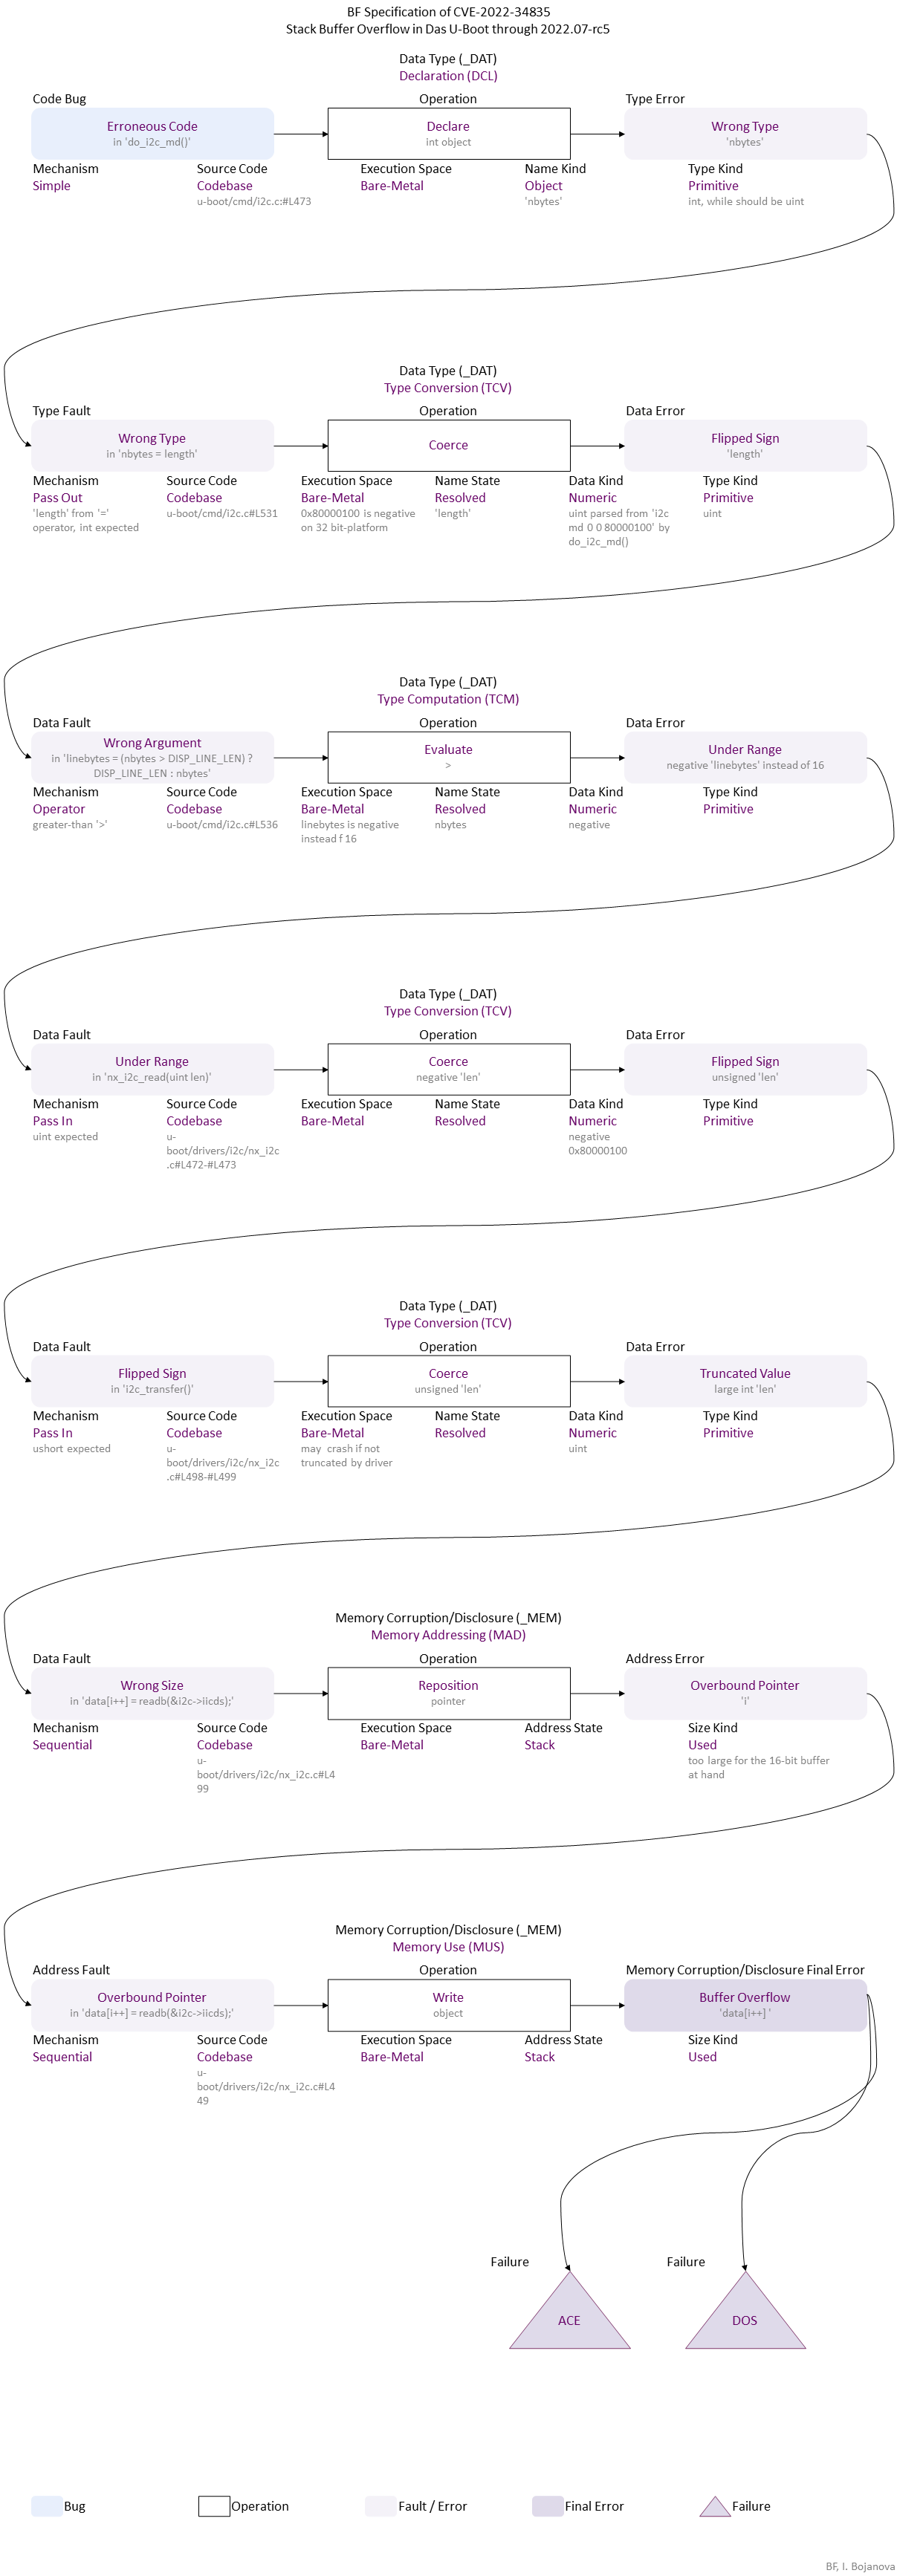 BF Specification of CVE-2022-34835
Stack Buffer Overflow in Das U-Boot through 2022.07-rc5
Data Type (_DAT)
Declaration (DCL)
Code Bug
Operation
Type Error
Erroneous Code
in 'do_i2c_md()'
Declare
int object
Wrong Type
'nbytes'
Mechanism
Simple
Source Code
Codebase
u-boot/cmd/i2c.c:#L473
Execution Space
Bare-Metal
Name Kind
Object
'nbytes'
Type Kind
Primitive
int, while should be uint
Data Type (_DAT)
Type Conversion (TCV)
Type Fault
Operation
Data Error
Wrong Type
in 'nbytes = length'
Coerce
Flipped Sign
'length'
Mechanism
Pass Out
'length' from '='
operator, int expected
Source Code
Codebase
u-boot/cmd/i2c.c#L531
Execution Space
Bare-Metal
0x80000100 is negative
on 32 bit-platform
Name State
Resolved
'length'
Data Kind
Numeric
uint parsed from 'i2c
md 0 0 80000100' by
do_i2c_md()
Type Kind
Primitive
uint
Data Type (_DAT)
Type Computation (TCM)
Data Fault
Operation
Data Error
Wrong Argument
in 'linebytes = (nbytes > DISP_LINE_LEN) ?
DISP_LINE_LEN : nbytes'
Evaluate
>
Under Range
negative 'linebytes' instead of 16
Mechanism
Operator
greater-than '>'
Source Code
Codebase
u-boot/cmd/i2c.c#L536
Execution Space
Bare-Metal
linebytes is negative
instead f 16
Name State
Resolved
nbytes
Data Kind
Numeric
negative
Type Kind
Primitive
Data Type (_DAT)
Type Conversion (TCV)
Data Fault
Operation
Data Error
Under Range
in 'nx_i2c_read(uint len)'
Coerce
negative 'len'
Flipped Sign
unsigned 'len'
Mechanism
Pass In
uint expected
Source Code
Codebase
u-
boot/drivers/i2c/nx_i2c
.c#L472-#L473
Execution Space
Bare-Metal
Name State
Resolved
Data Kind
Numeric
negative
0x80000100
Type Kind
Primitive
Data Type (_DAT)
Type Conversion (TCV)
Data Fault
Operation
Data Error
Flipped Sign
in 'i2c_transfer()'
Coerce
unsigned 'len'
Truncated Value
large int 'len'
Mechanism
Pass In
ushort expected
Source Code
Codebase
u-
boot/drivers/i2c/nx_i2c
.c#L498-#L499
Execution Space
Bare-Metal
may crash if not
truncated by driver
Name State
Resolved
Data Kind
Numeric
uint
Type Kind
Primitive
Memory Corruption/Disclosure (_MEM)
Memory Addressing (MAD)
Data Fault
Operation
Address Error
Wrong Size
in 'data[i++] = readb(&i2c->iicds);'
Reposition
pointer
Overbound Pointer
'i'
Mechanism
Sequential
Source Code
Codebase
u-
boot/drivers/i2c/nx_i2c.c#L4
99
Execution Space
Bare-Metal
Address State
Stack
Size Kind
Used
too large for the 16-bit buffer
at hand
Memory Corruption/Disclosure (_MEM)
Memory Use (MUS)
Address Fault
Operation
Memory Corruption/Disclosure Final Error
Overbound Pointer
in 'data[i++] = readb(&i2c->iicds);'
Write
object
Buffer Overflow
'data[i++] '
Mechanism
Sequential
Source Code
Codebase
u-
boot/drivers/i2c/nx_i2c.c#L4
49
Execution Space
Bare-Metal
Address State
Stack
Size Kind
Used
Failure
Failure
ACE
DOS
Bug
Operation
Fault / Error
Final Error
Failure
BF, I. Bojanova